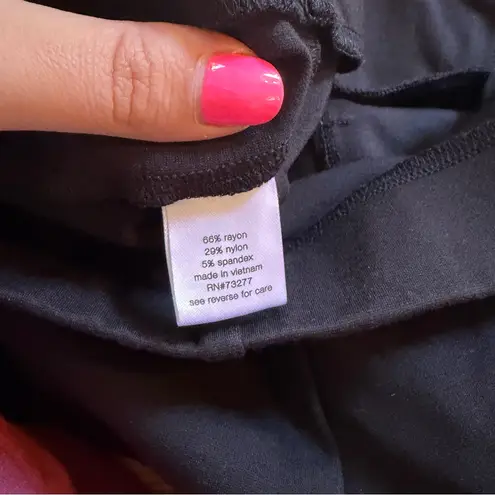 66% rayon
29% nylon
5% spandex
made in vietnam
RN#73277
see reverse for care